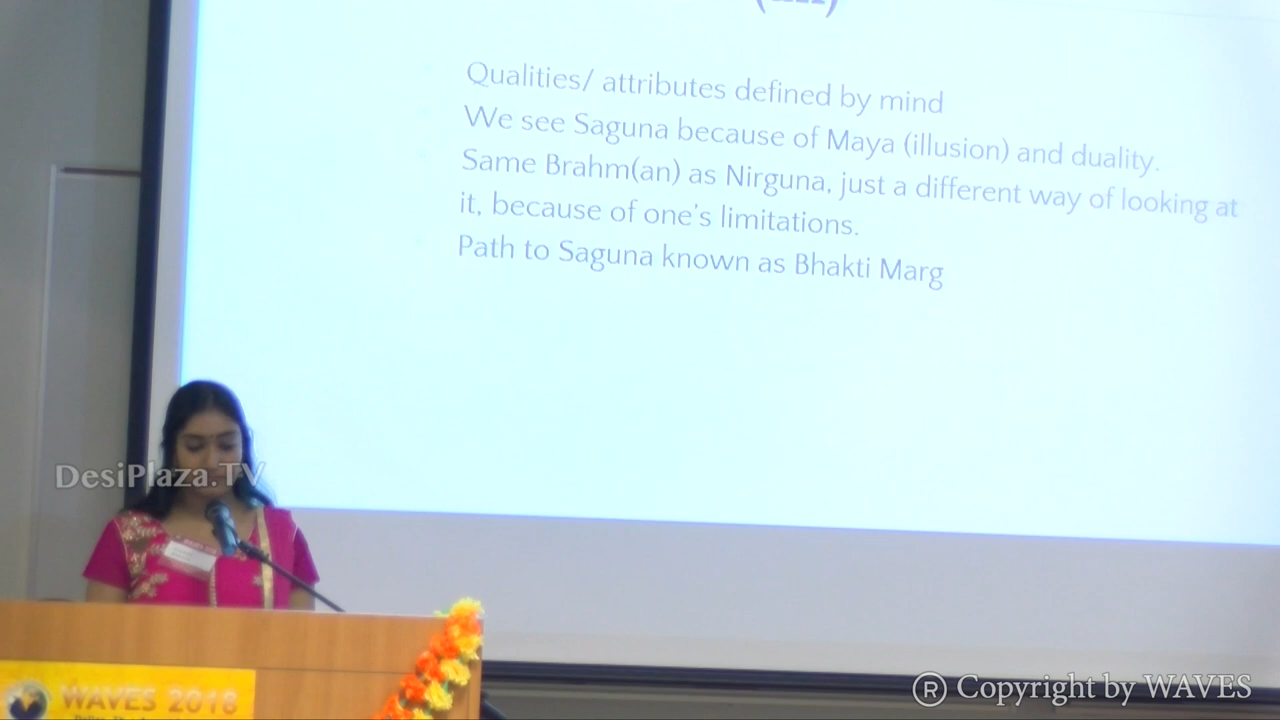 Qualities/ attributes defined by mind
We see Saguna because of Maya (illusion) and duality.
Same Brahm(an) as Nirguna, just a different way of looking at
it, because of one's limitations.
Path to Saguna known as Bhakti Marg
DesiPlaza.TV
WAVES 2018
® Copyright by WAVES